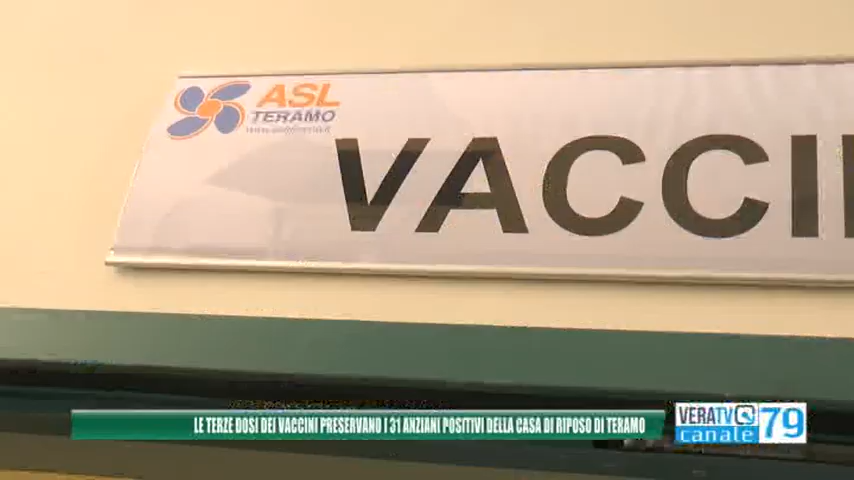 ASL
TERAMO
VACCI
LE TERZE DOSI DEI VACCINI PRESERVANO I 31 ANZIANI POSITIVI DELLA CASA DI RIPOSO DI TERAMO
VERATV
canale 79